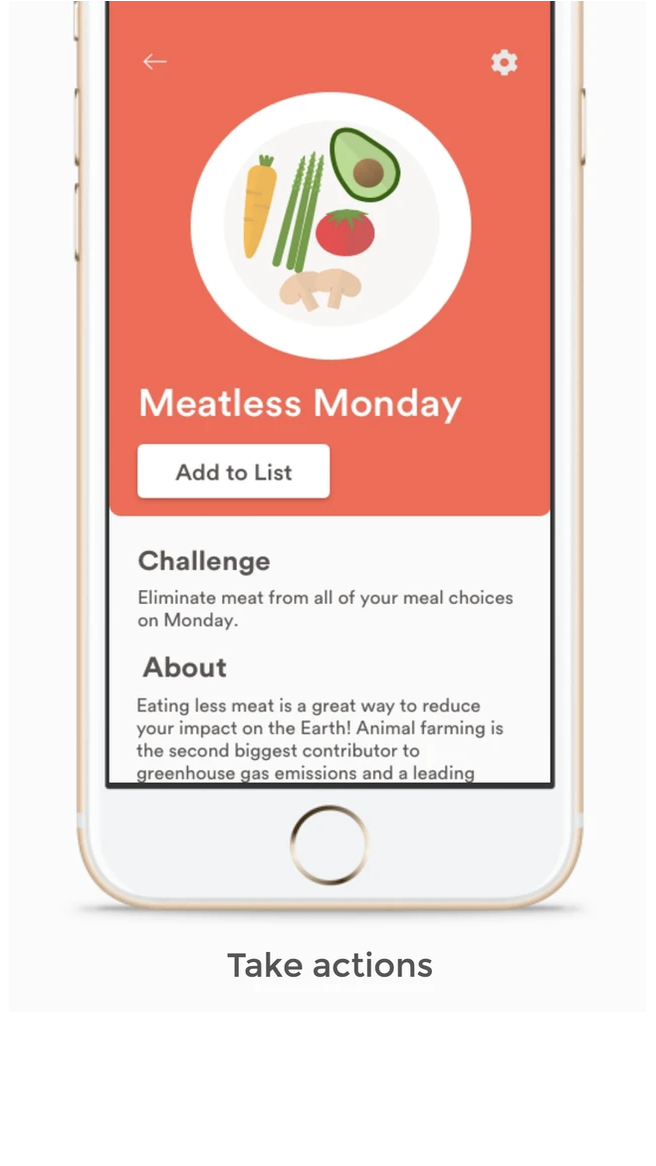 Meatless Monday
Add to List
Challenge
Eliminate meat from all of your meal choices
on Monday.
About
Eating less meat is a great way to reduce
your impact on the Earth! Animal farming is
the second biggest contributor to
greenhouse gas emissions and a leading
Take actions